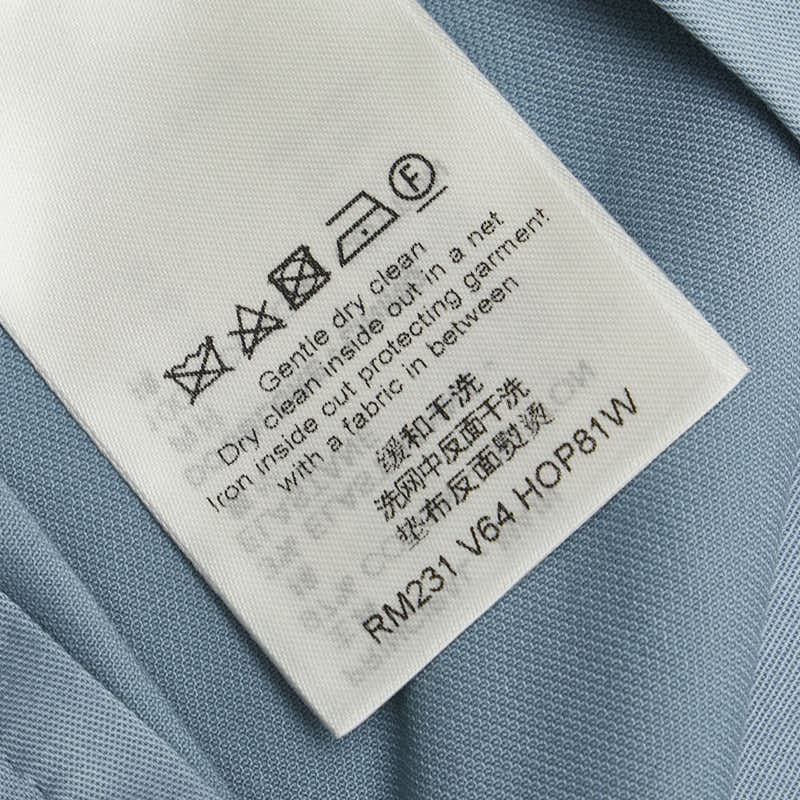 F
Gentle dry clean
Dry clean inside out in a net
Iron inside out protecting garment
with a fabric in between
缓和干洗
洗网中反面干洗
垫布反面熨烫
RM231 V64 HOP81W